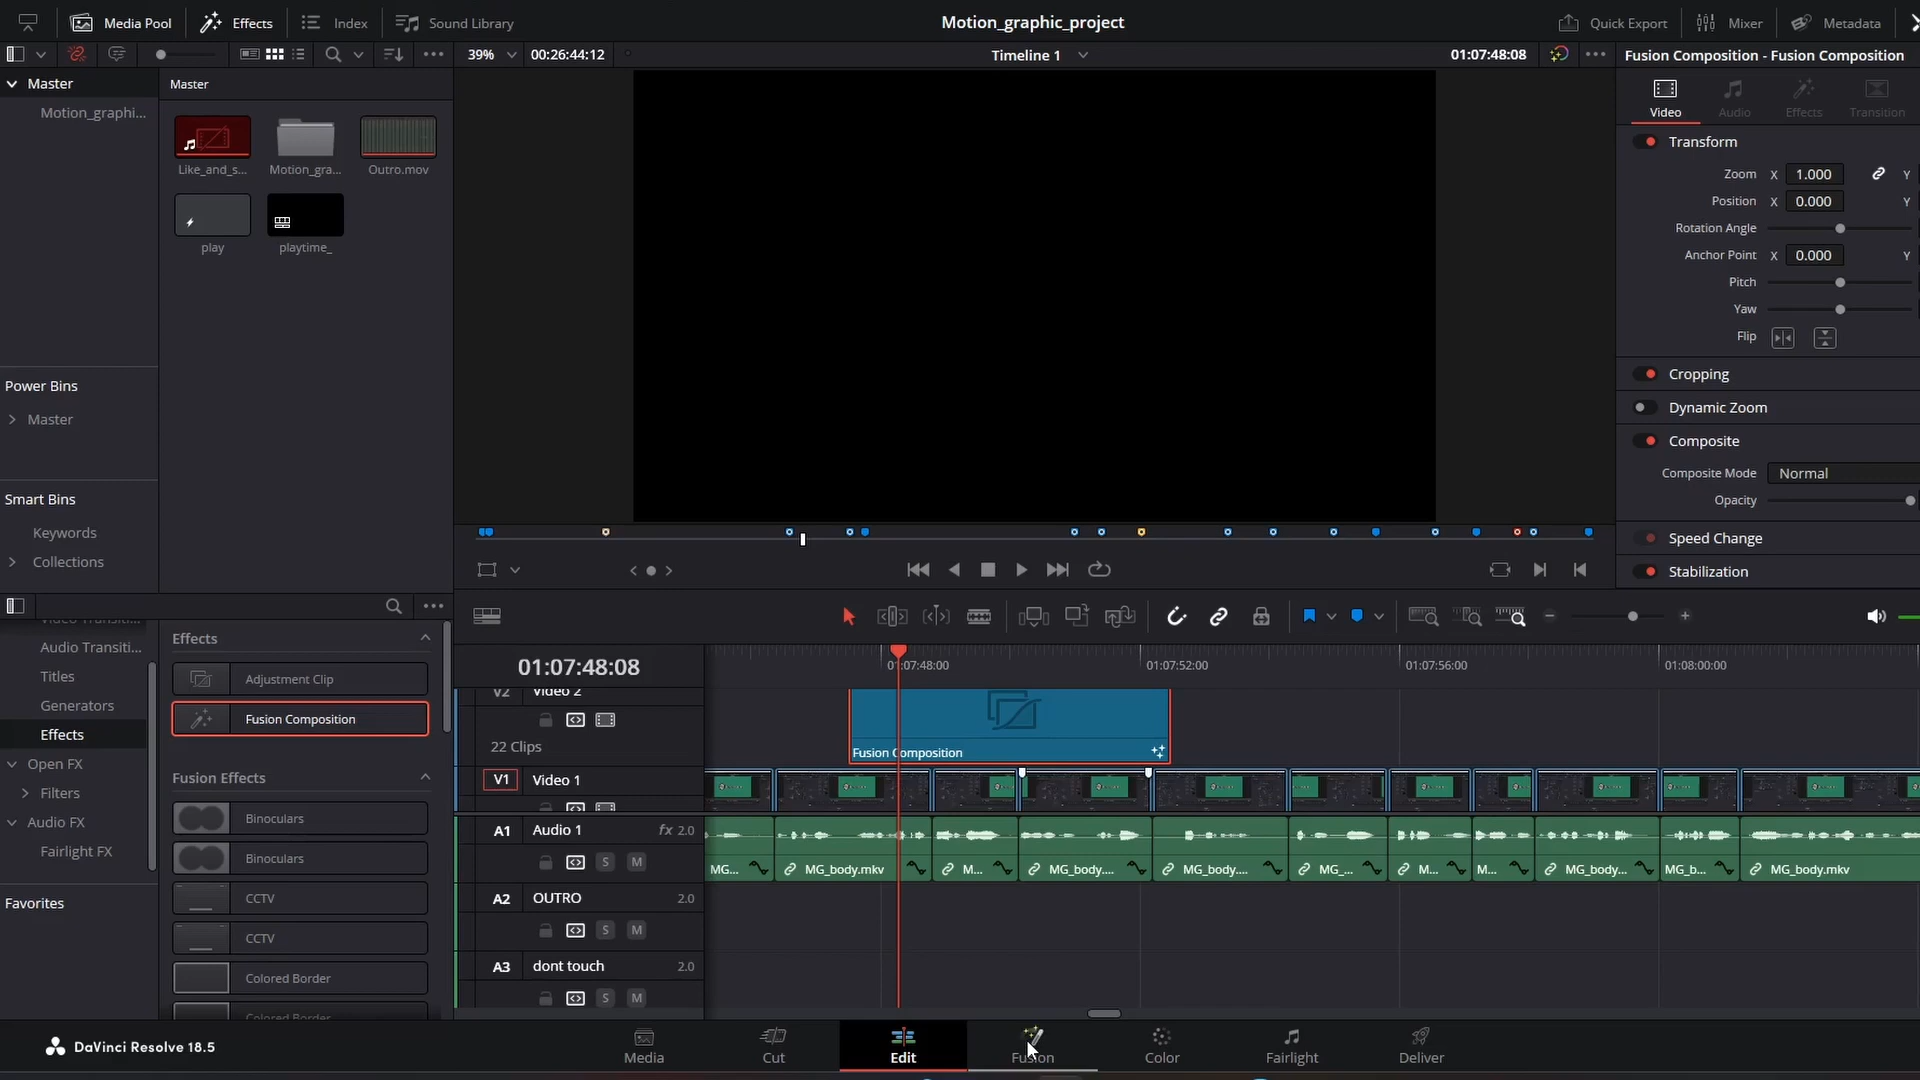 Media Pool
Effects
Index
Sound Library
Motion_graphic_project
Quick Export
Mixer
Metadata
39%
00:26:44:12
Timeline 1
01:07:48:08
Fusion Composition - Fusion Composition
Master
Motion_graphi...
Master
Like_and_s...
Motion_gra...
Outro.mov
play
playtime_
Power Bins
Master
Smart Bins
Keywords
Collections
Video
Audio
Effects
Transition
Transform
Zoom X 1.000 Y
Position X 0.000 Y
Rotation Angle
Anchor Point X 0.000 Y
Pitch
Yaw
Flip
Cropping
Dynamic Zoom
Composite
Composite Mode Normal
Opacity
Speed Change
Stabilization
Audio Transiti...
Titles
Generators
Effects
Open FX
Filters
Audio FX
Fairlight FX
Favorites
Effects
Adjustment Clip
Fusion Composition
Fusion Effects
Binoculars
Binoculars
CCTV
CCTV
Colored Border
Colored Border
01:07:48:08
01:07:48:00
01:07:52:00
01:07:56:00
01:08:00:00
V2 Video 2
22 Clips
Fusion Composition
V1 Video 1
A1 Audio 1 fx 2.0
S M
MG...
MG_body.mkv
M...
MG_body....
MG_body....
MG_...
M...
M...
MG_body...
MG_b...
MG_body.mkv
A2 OUTRO 2.0
S M
A3 dont touch 2.0
S M
DaVinci Resolve 18.5
Media
Cut
Edit
Fusion
Color
Fairlight
Deliver